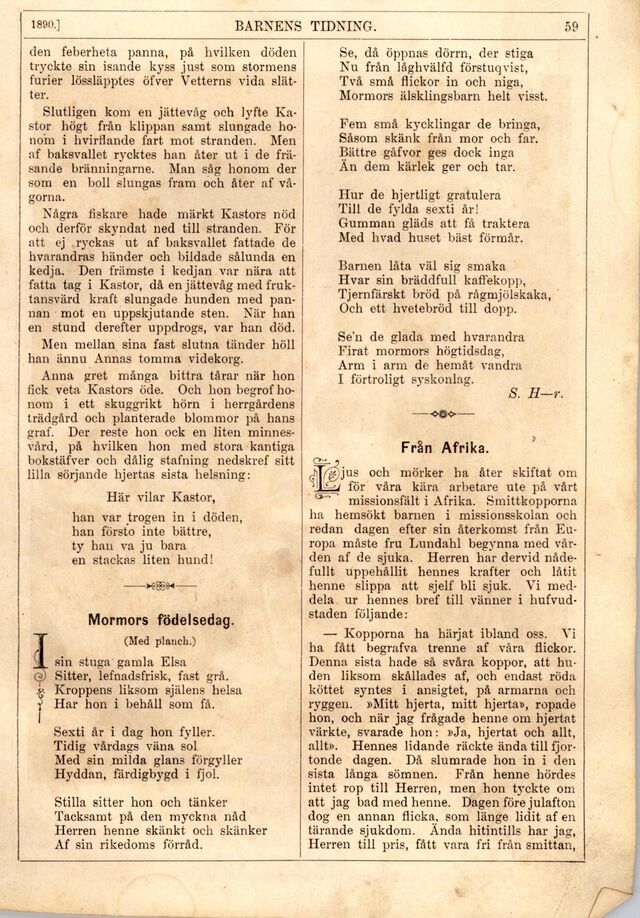 1890.] BARNENS TIDNING. 59
den feberheta panna, på hvilken döden
tryckte sin isande kyss just som stormens
furier lössläpptes öfver Vetterns vida slät-
ter.
Slutligen kom en jättevåg och lyfte Ka-
stor högt från klippan samt slungade ho-
nom i hvirflande fart mot stranden. Men
af baksvallet rycktes han åter ut i de frä-
sande bränningarne. Man såg honom der
som en boll slungas fram och åter af vå-
gorna.
Några fiskare hade märkt Kastors nöd
och derför skyndat ned till stranden. För
att ej ryckas ut af baksvallet fattade de
hvarandras händer och bildade sålunda en
kedja. Den främste i kedjan var nära att
fatta tag i Kastor, då en jättevåg med fruk-
tansvärd kraft slungade hunden med pan-
nan mot en uppskjutande sten. När han
en stund derefter uppdrogs, var han död.
Men mellan sina fast slutna tänder höll
han ännu Annas tomma videkorg.
Anna gret många bittra tårar när hon
fick veta Kastors öde. Och hon begrof ho-
nom i ett skuggrikt hörn i herrgårdens
trädgård och planterade blommor på hans
graf. Der reste hon ock en liten minnes-
vård, på hvilken hon med stora kantiga
bokstäfver och dålig stafning nedskref sitt
lilla sörjande hjertas sista helsning:
Här vilar Kastor,
han var trogen in i döden,
han försto inte bättre,
ty han va ju bara
en stackas liten hund!
Mormors födelsedag.
(Med planch.)
I sin stuga gamla Elsa
Sitter, lefnadsfrisk, fast grå.
Kroppens liksom själens helsa
Har hon i behåll som få.
Sexti år i dag hon fyller.
Tidig vårdags väna sol
Med sin milda glans förgyller
Hyddan, färdigbygd i fjol.
Stilla sitter hon och tänker
Tacksamt på den myckna nåd
Herren henne skänkt och skänker
Af sin rikedoms förråd.
Se, då öppnas dörrn, der stiga
Nu från låghvälfd förstuqvist,
Två små flickor in och niga,
Mormors älsklingsbarn helt visst.
Fem små kycklingar de bringa,
Såsom skänk från mor och far.
Bättre gåfvor ges dock inga
Än dem kärlek ger och tar.
Hur de hjertligt gratulera
Till de fylda sexti år!
Gumman gläds att få traktera
Med hvad huset bäst förmår.
Barnen låta väl sig smaka
Hvar sin bräddfull kaffekopp,
Tjernfärskt bröd på rågmjölskaka,
Och ett hvetebröd till dopp.
Se'n de glada med hvarandra
Firat mormors högtidsdag,
Arm i arm de hemåt vandra
I förtroligt syskonlag.
S. H—r.
Från Afrika.
Ljus och mörker ha åter skiftat om
för våra kära arbetare ute på vårt
missionsfält i Afrika. Smittkopporna
ha hemsökt barnen i missionsskolan och
redan dagen efter sin återkomst från Eu-
ropa måste fru Lundahl begynna med vår-
den af de sjuka. Herren har dervid nåde-
fullt uppehållit hennes krafter och låtit
henne slippa att sjelf bli sjuk. Vi med-
dela ur hennes bref till vänner i hufvud-
staden följande:
— Kopporna ha härjat ibland oss. Vi
ha fått begrafva trenne af våra flickor.
Denna sista hade så svåra koppor, att hu-
den liksom skållades af, och endast röda
köttet syntes i ansigtet, på armarna och
ryggen. »Mitt hjerta, mitt hjerta», ropade
hon, och när jag frågade henne om hjertat
värkte, svarade hon: »Ja, hjertat och allt,
allt». Hennes lidande räckte ända till fjor-
tonde dagen. Då slumrade hon in i den
sista långa sömnen. Från henne hördes
intet rop till Herren, men hon tyckte om
att jag bad med henne. Dagen före julafton
dog en annan flicka, som länge lidit af en
tärande sjukdom. Ända hitintills har jag,
Herren till pris, fått vara fri från smittan,